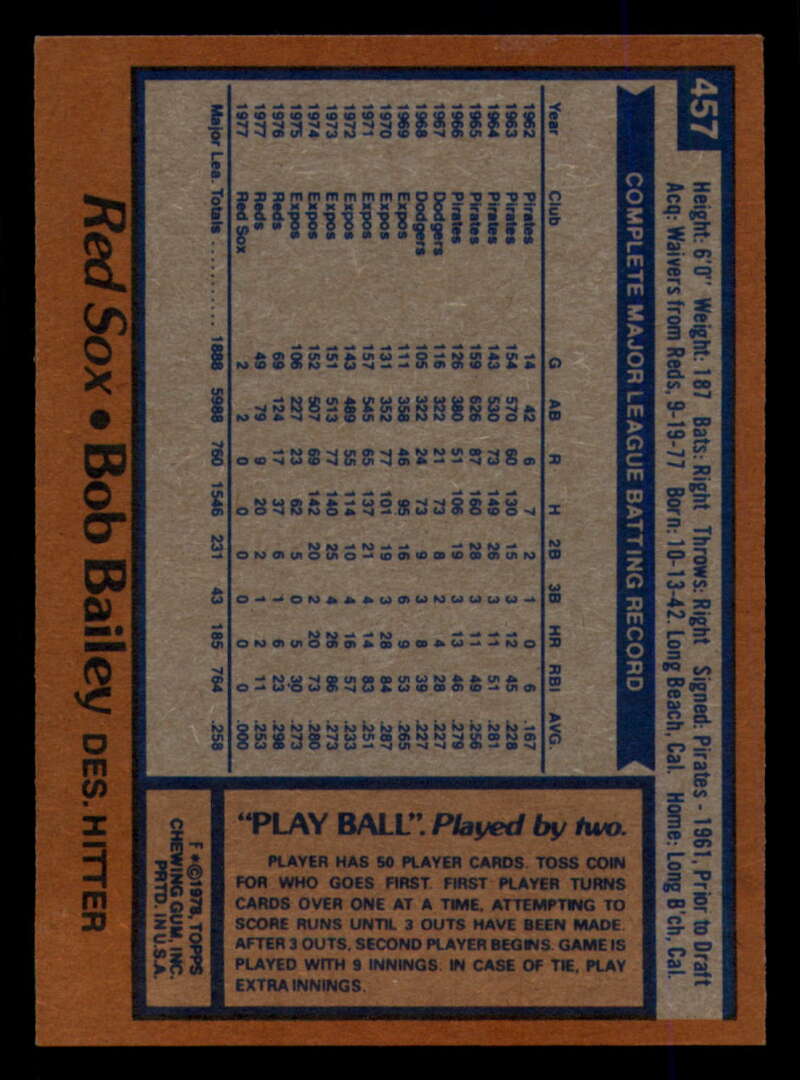 457
Height: 6'0" Weight: 187 Bats: Right Throws: Right Signed: Pirates - 1961, Prior to Draft
Acq: Waivers from Reds, 9-19-77 Born: 10-13-42, Long Beach, Cal. Home: Long B'ch, Cal.
COMPLETE MAJOR LEAGUE BATTING RECORD
Year Club G AB R H 2B 3B HR RBI AVG.
1962 Pirates 14 42 6 7 2 1 0 6 .167
1963 Pirates 154 570 60 130 15 3 12 45 .228
1964 Pirates 143 530 73 149 26 3 11 51 .281
1965 Pirates 159 626 87 160 28 3 11 49 .256
1966 Pirates 126 380 51 106 19 3 13 46 .279
1967 Dodgers 116 322 21 73 8 2 4 28 .227
1968 Dodgers 105 322 24 73 9 3 8 39 .227
1969 Expos 111 358 46 95 16 6 9 53 .265
1970 Expos 131 352 77 101 19 3 28 84 .287
1971 Expos 157 545 65 137 21 4 14 83 .251
1972 Expos 143 489 55 114 10 4 16 57 .233
1973 Expos 151 513 77 140 25 4 26 86 .273
1974 Expos 152 507 69 142 20 2 20 73 .280
1975 Expos 106 227 23 62 5 0 5 30 .273
1976 Reds 69 124 17 37 6 1 6 23 .298
1977 Reds 49 79 9 20 2 1 2 11 .253
1977 Red Sox 2 2 0 0 0 0 0 0 .000
Major Lea. Totals ........... 1888 5988 760 1546 231 43 185 764 .258
"PLAY BALL". Played by two.
PLAYER HAS 50 PLAYER CARDS. TOSS COIN
FOR WHO GOES FIRST. FIRST PLAYER TURNS
CARDS OVER ONE AT A TIME, ATTEMPTING TO
SCORE RUNS UNTIL 3 OUTS HAVE BEEN MADE.
AFTER 3 OUTS, SECOND PLAYER BEGINS. GAME IS
PLAYED WITH 9 INNINGS. IN CASE OF TIE, PLAY
EXTRA INNINGS.
F*©1978, TOPPS
CHEWING GUM, INC.
PRTD. IN U.S.A.
Red Sox • Bob Bailey DES. HITTER